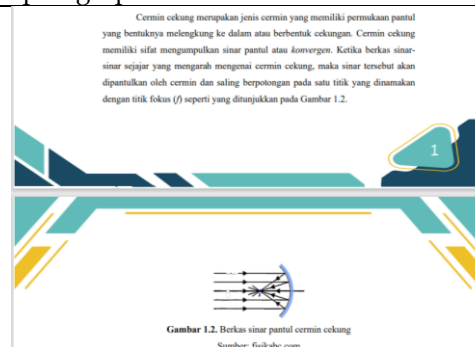 Cermin cekung merupakan jenis cermin yang memiliki permukaan pantul
yang bentuknya melengkung ke dalam atau berbentuk cekungan. Cermin cekung
memiliki sifat mengumpulkan sinar pantul atau konvergen. Ketika berkas sinar-
sinar sejajar yang mengarah mengenai cermin cekung, maka sinar tersebut akan
dipantulkan oleh cermin dan saling berpotongan pada satu titik yang dinamakan
dengan titik fokus (f) seperti yang ditunjukkan pada Gambar 1.2.
1
Gambar 1.2. Berkas sinar pantul cermin cekung
Sumber: fisikabc.com